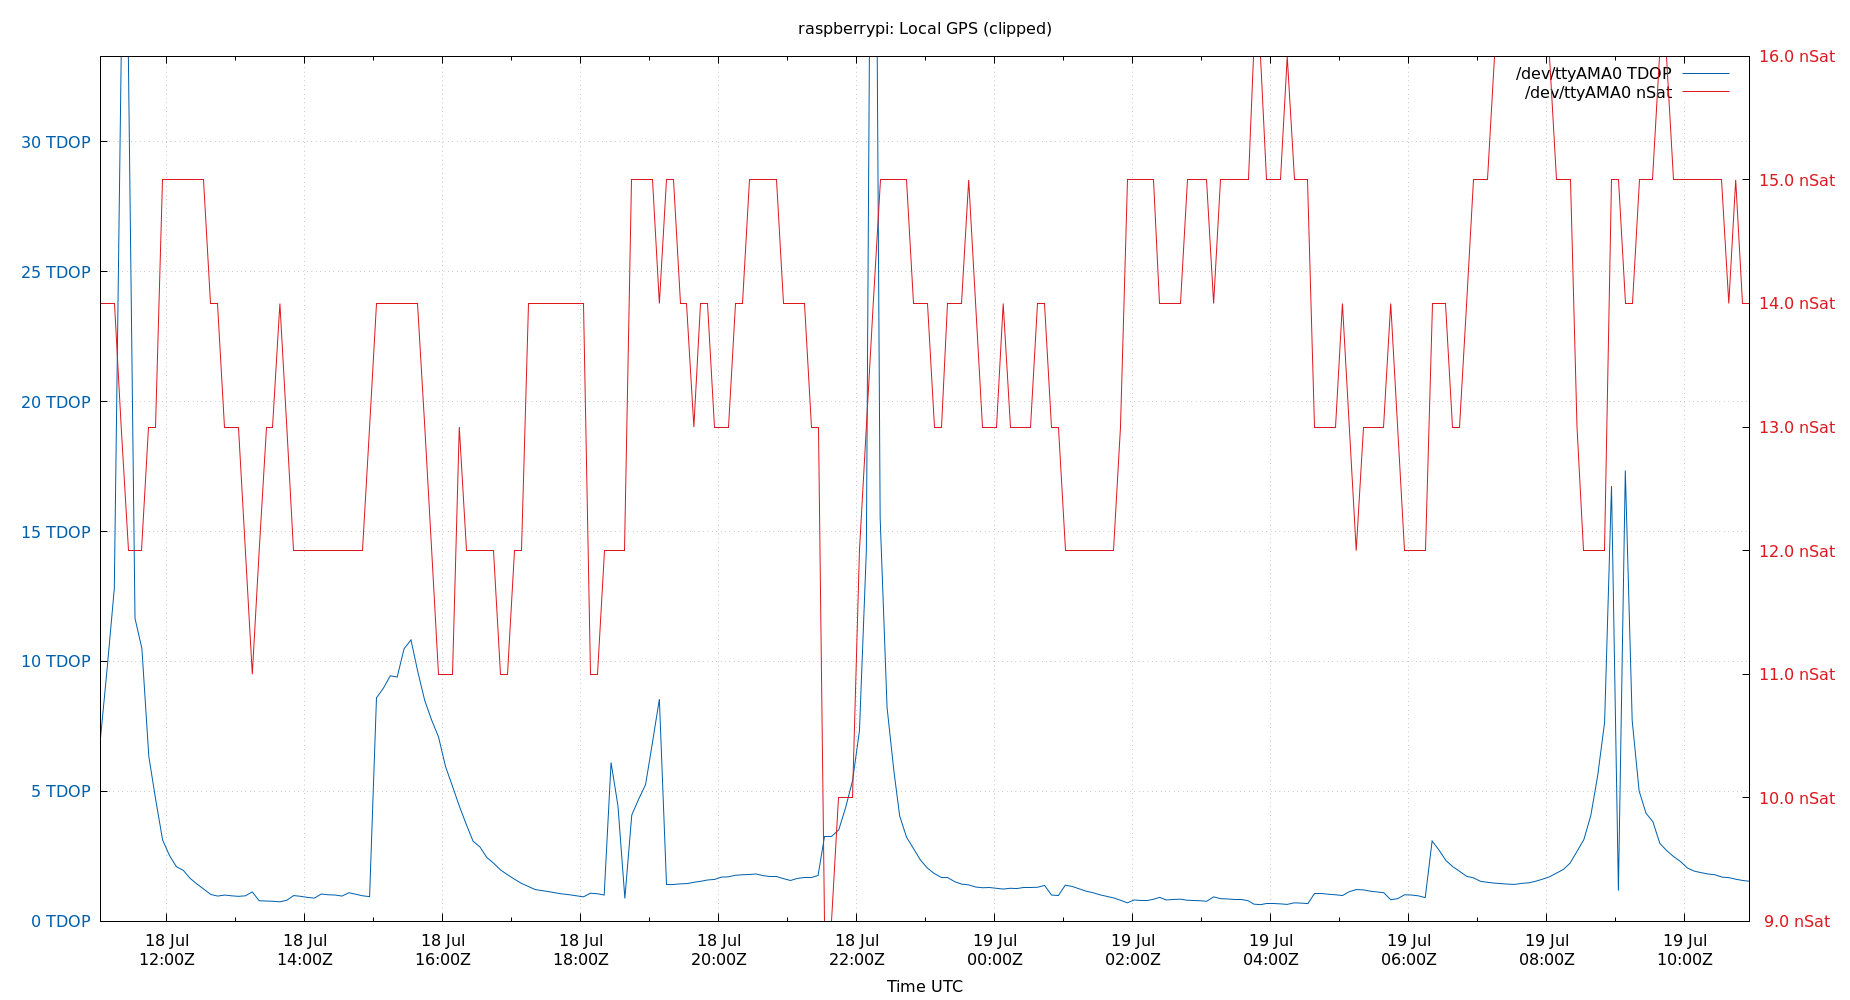 raspberrypi: Local GPS (clipped)
/dev/ttyAMA0 TDOP
/dev/ttyAMA0 nSat
30 TDOP
25 TDOP
20 TDOP
15 TDOP
10 TDOP
5 TDOP
0 TDOP
16.0 nSat
15.0 nSat
14.0 nSat
13.0 nSat
12.0 nSat
11.0 nSat
10.0 nSat
9.0 nSat
18 Jul
12:00Z
18 Jul
14:00Z
18 Jul
16:00Z
18 Jul
18:00Z
18 Jul
20:00Z
18 Jul
22:00Z
19 Jul
00:00Z
19 Jul
02:00Z
19 Jul
04:00Z
19 Jul
06:00Z
19 Jul
08:00Z
19 Jul
10:00Z
Time UTC